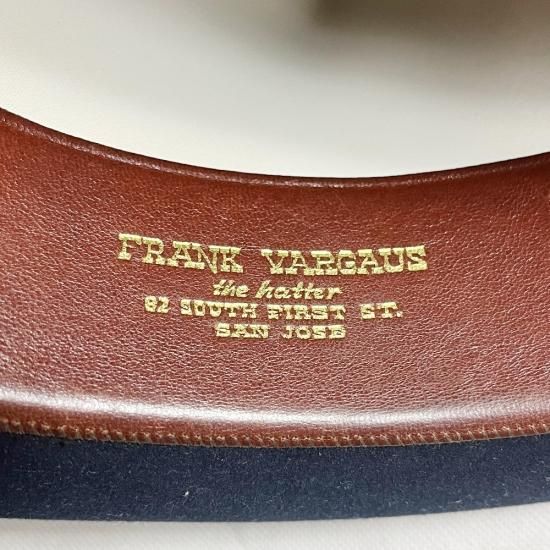 FRANK VARGAUS
the hatter
82 SOUTH FIRST ST.
SAN JOSE